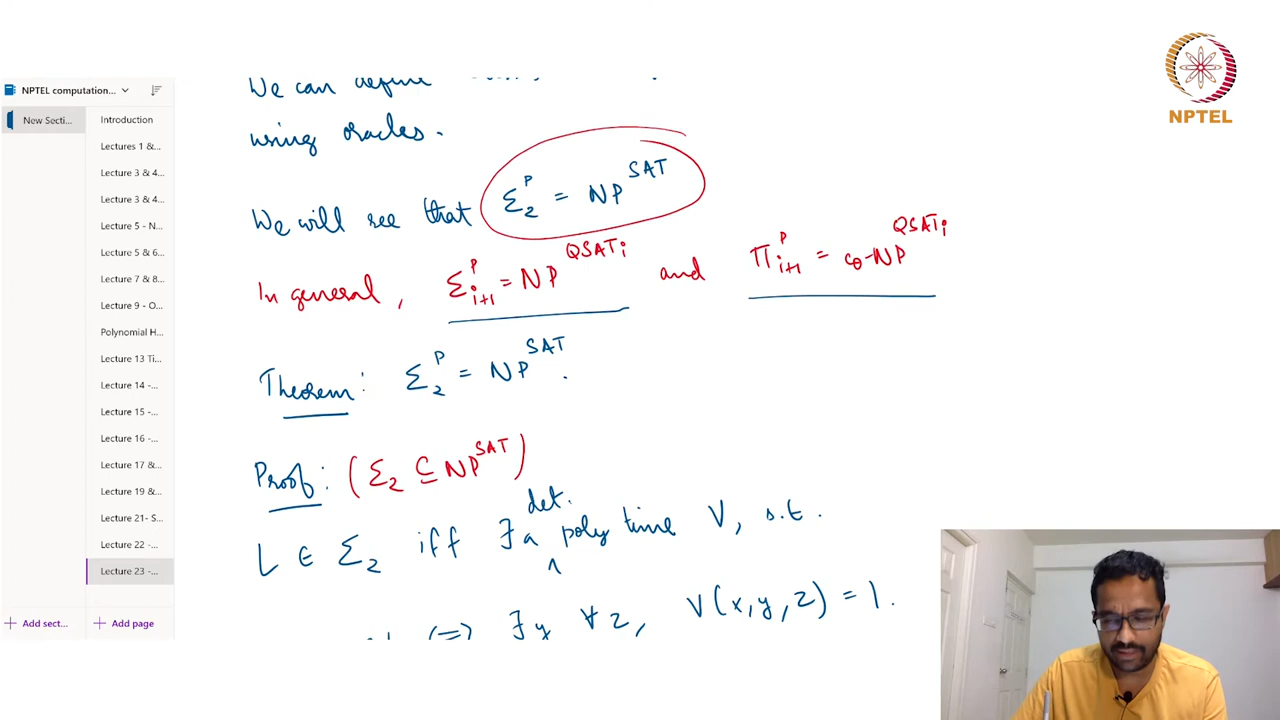 NPTEL
NPTEL computation...
New Secti...
Introduction
Lectures 1 &...
Lecture 3 & 4...
Lecture 3 & 4...
Lecture 5 - N...
Lecture 5 & 6...
Lecture 7 & 8...
Lecture 9 - O...
Polynomial H...
Lecture 13 Ti...
Lecture 14 -...
Lecture 15 -...
Lecture 16 -...
Lecture 17 &...
Lecture 19 &...
Lecture 21- S...
Lecture 22 -...
Lecture 23 -...
Add sect...
Add page
We can define
using oracles.
We will see that Σ₂ᴾ = NP^SAT
In general, Σᵢ₊₁ᴾ = NP^QSATᵢ and Πᵢ₊₁ᴾ = co-NP^QSATᵢ
Theorem: Σ₂ᴾ = NP^SAT.
Proof: (Σ₂ ⊆ NP^SAT)
L ∈ Σ₂ iff ∃ a det. poly time V, s.t.
(=) ∃y ∀z, V(x,y,z) = 1.